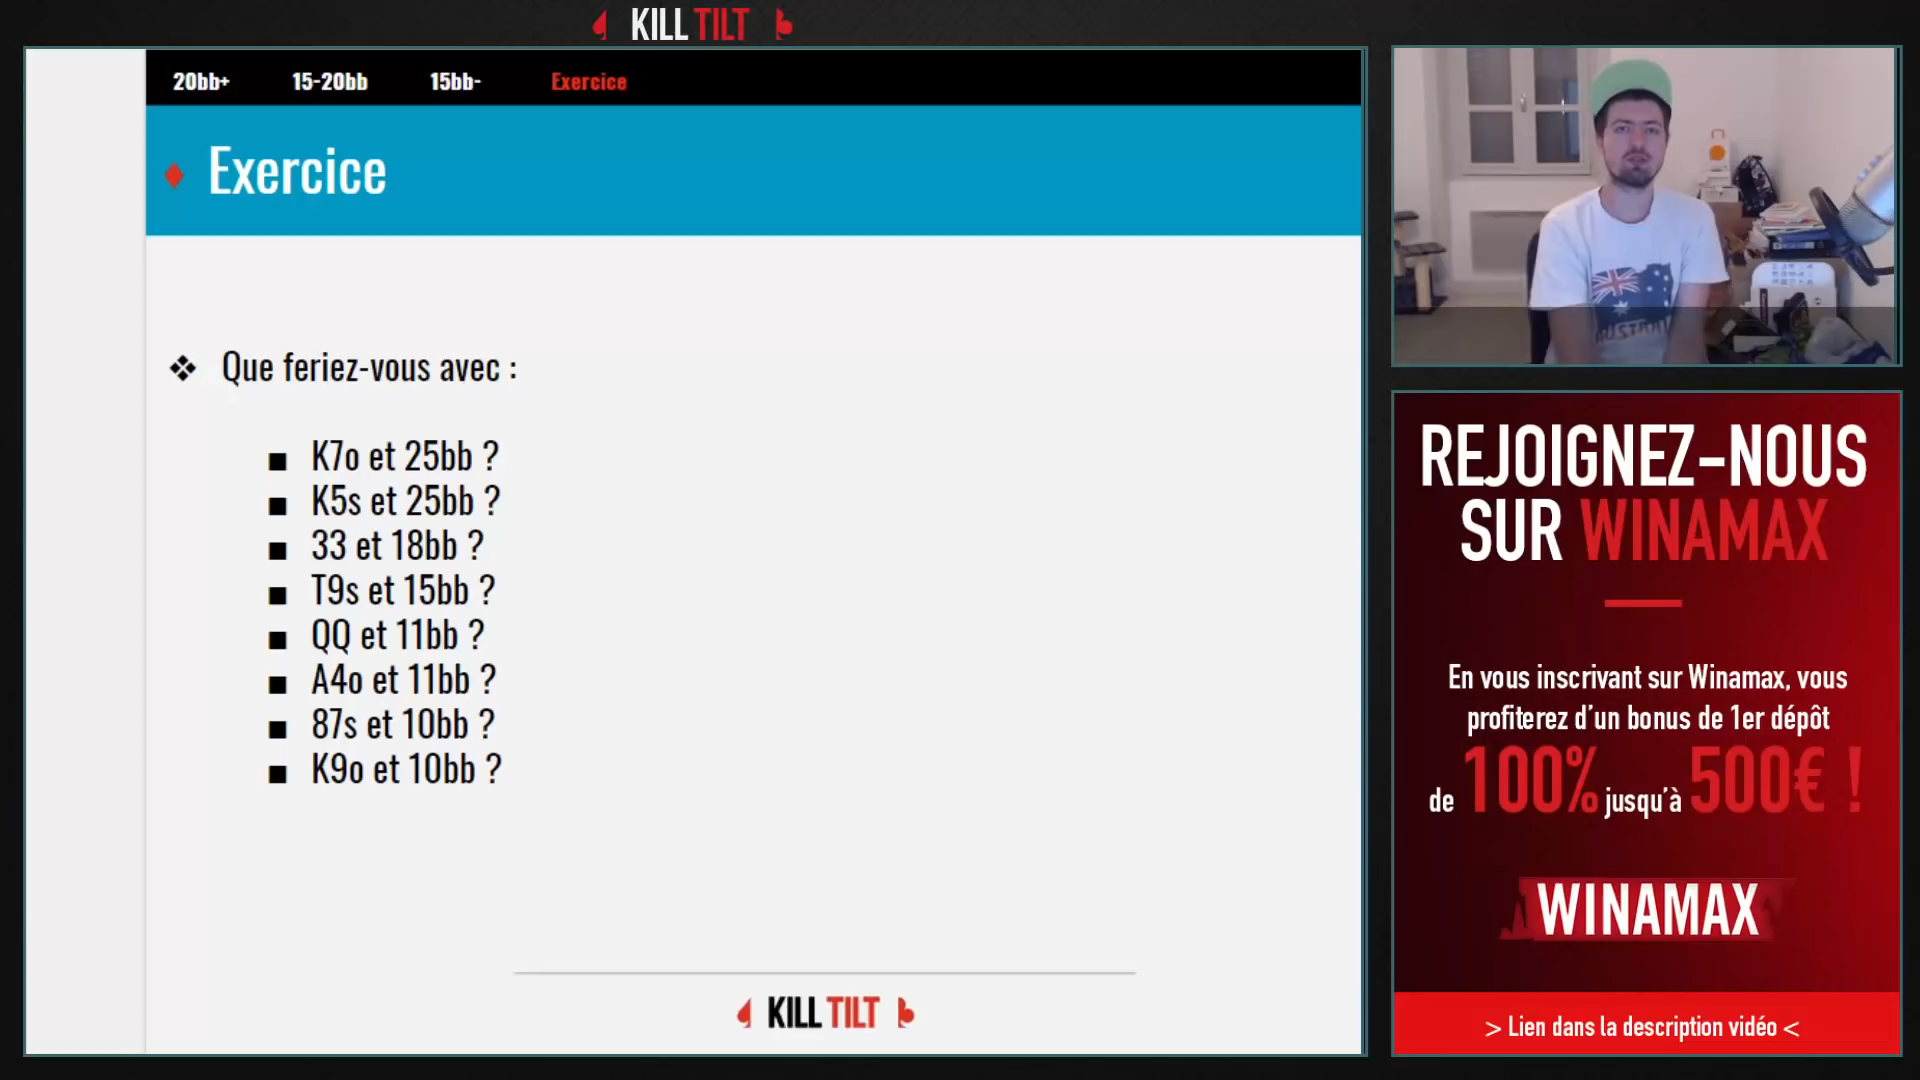 KILL TILT
20bb+ 15-20bb 15bb- Exercice
Exercice
Que feriez-vous avec :
K7o et 25bb ?
K5s et 25bb ?
33 et 18bb ?
T9s et 15bb ?
QQ et 11bb ?
A4o et 11bb ?
87s et 10bb ?
K9o et 10bb ?
KILL TILT
AUSTRALIA
REJOIGNEZ-NOUS
SUR WINAMAX
En vous inscrivant sur Winamax, vous
profiterez d'un bonus de 1er dépôt
de 100% jusqu'à 500€ !
WINAMAX
> Lien dans la description vidéo <